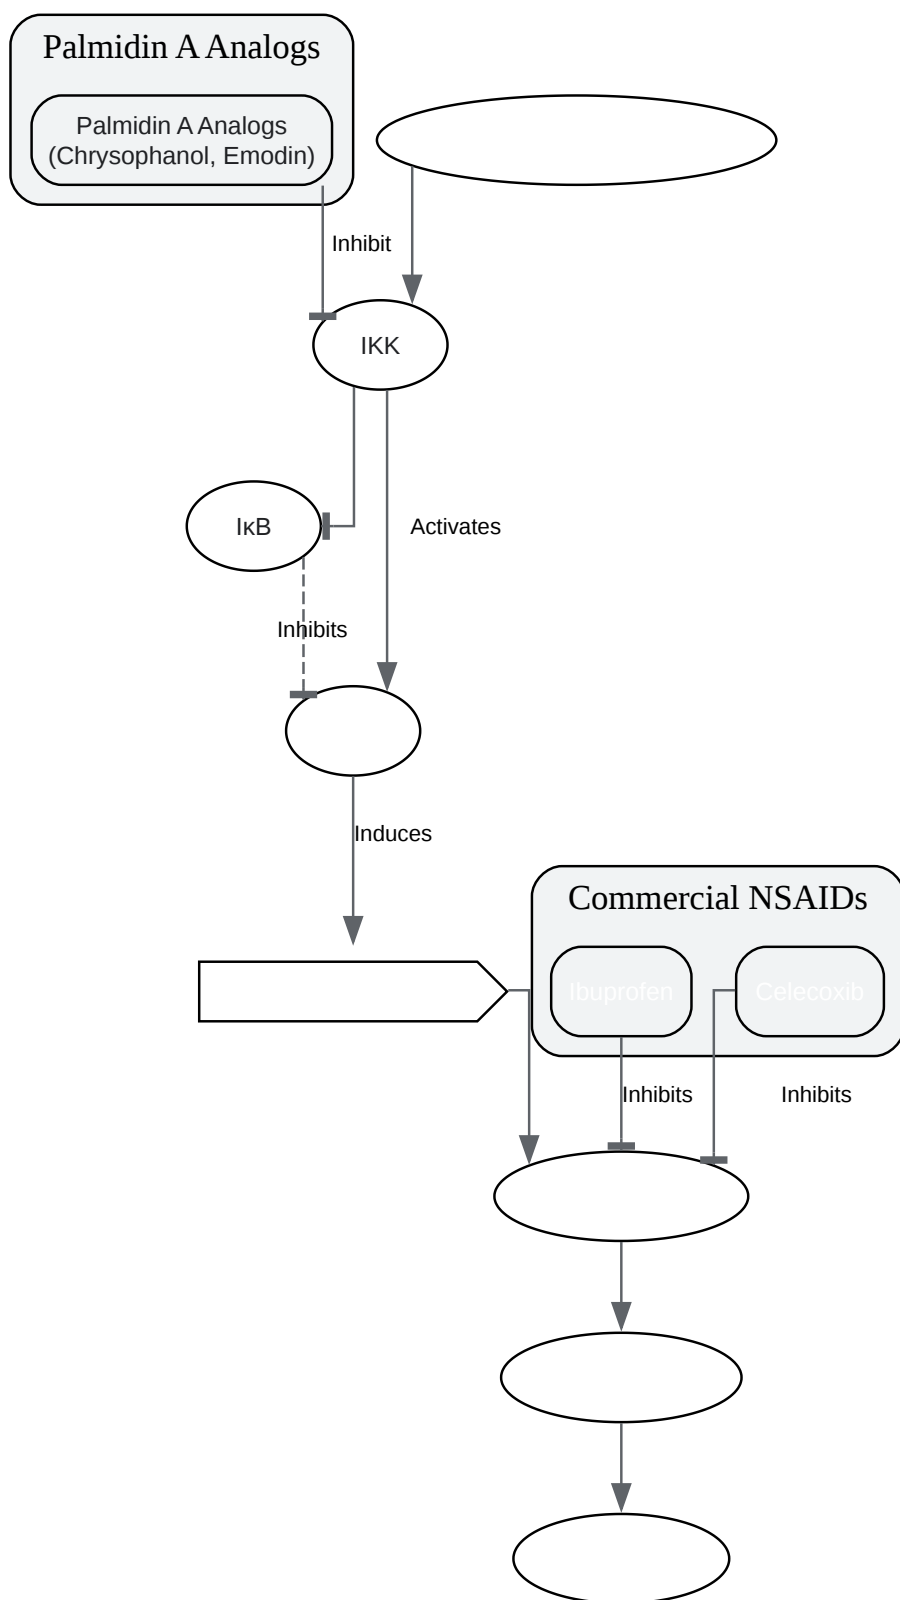 Palmidin A Analogs
Palmidin A Analogs
(Chrysophanol, Emodin)
Inhibit
IKK
IκB
Activates
Inhibits
Induces
Commercial NSAIDs
Ibuprofen
Celecoxib
Inhibits
Inhibits